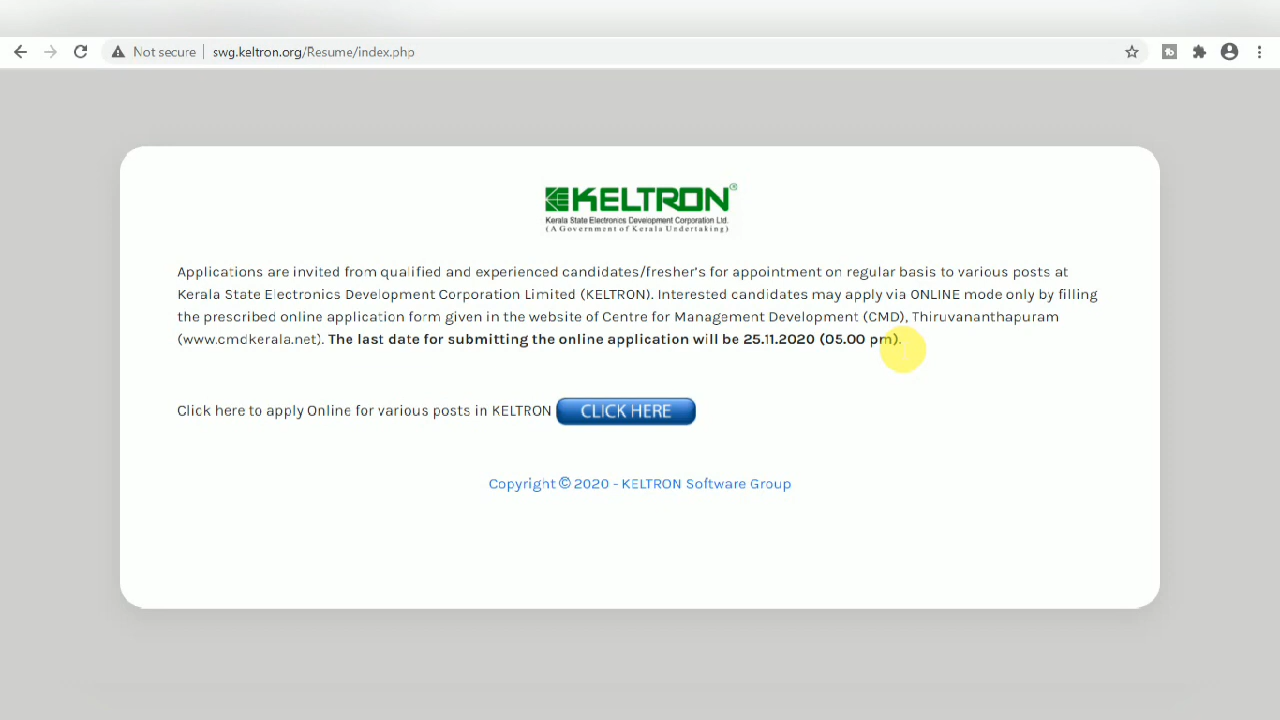 Not secure swg.keltron.org/Resume/index.php
KELTRON®
Kerala State Electronics Development Corporation Ltd.
(A Government of Kerala Undertaking)
Applications are invited from qualified and experienced candidates/fresher's for appointment on regular basis to various posts at
Kerala State Electronics Development Corporation Limited (KELTRON). Interested candidates may apply via ONLINE mode only by filling
the prescribed online application form given in the website of Centre for Management Development (CMD), Thiruvananthapuram
(www.cmdkerala.net). The last date for submitting the online application will be 25.11.2020 (05.00 pm).
Click here to apply Online for various posts in KELTRON CLICK HERE
Copyright © 2020 - KELTRON Software Group